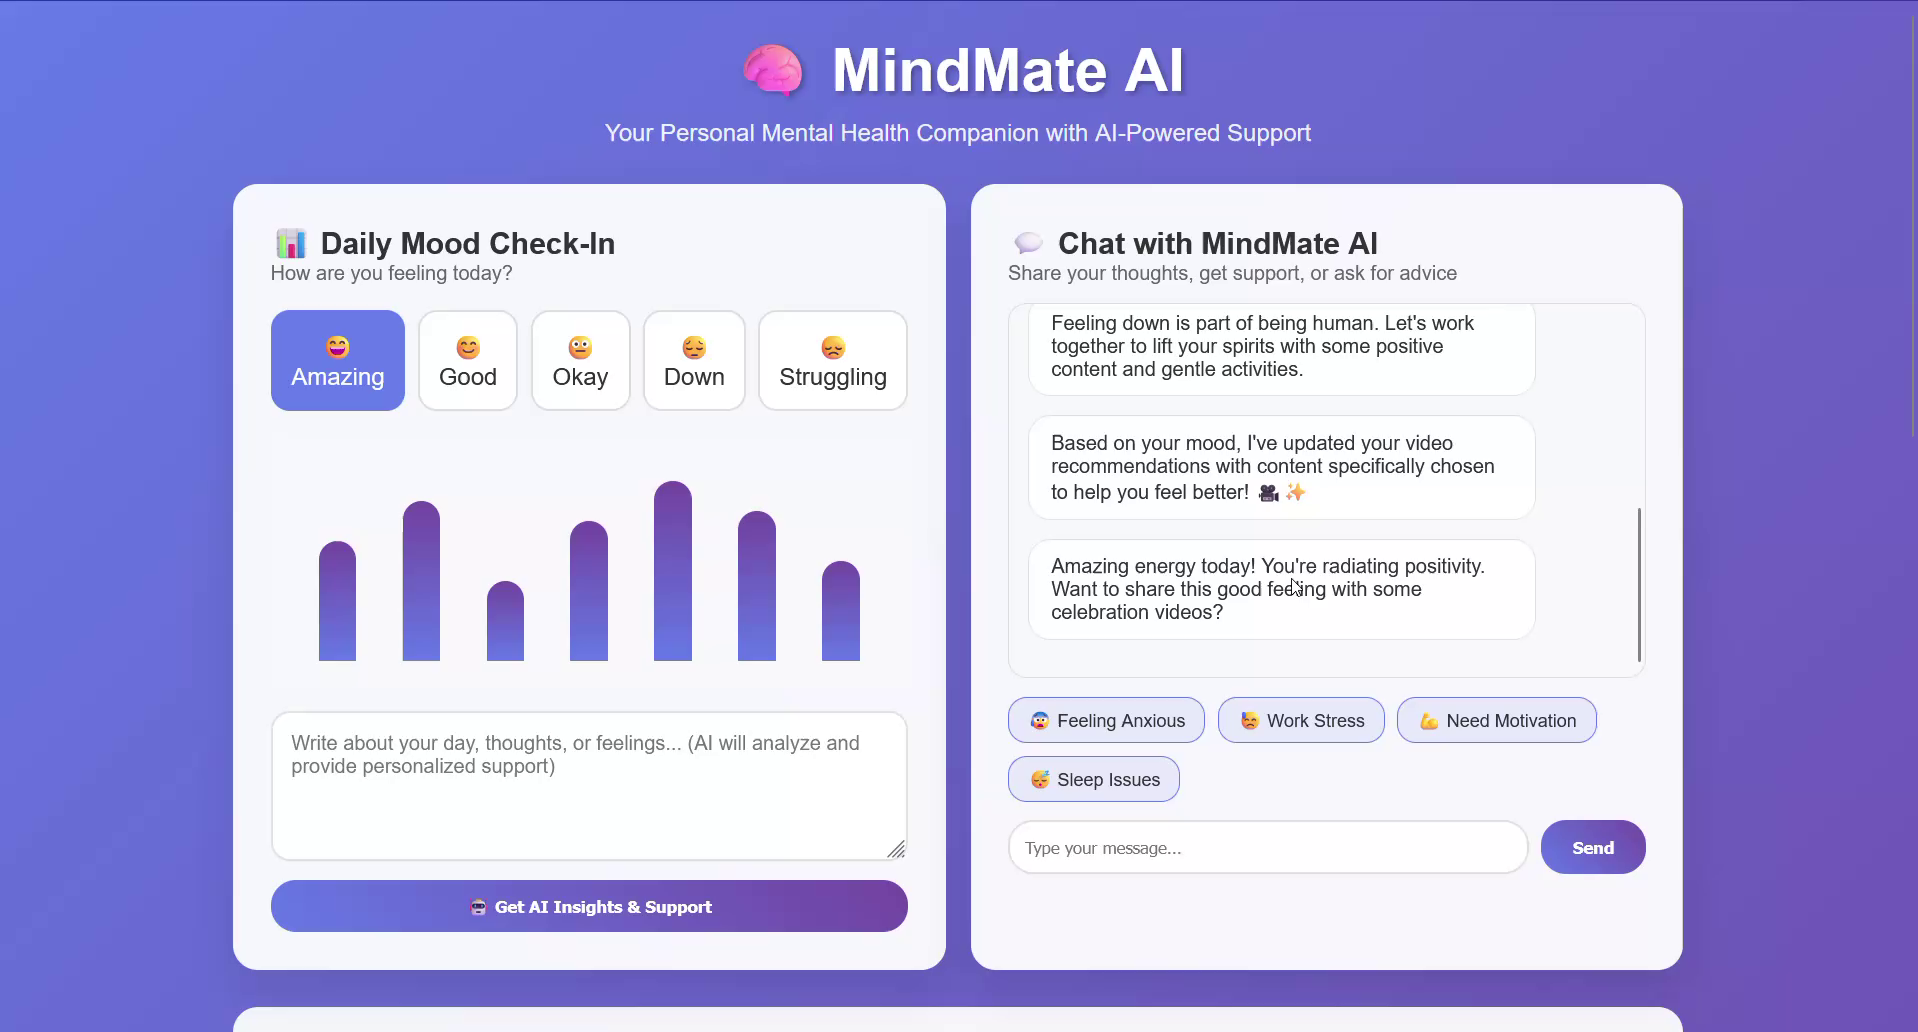 MindMate AI
Your Personal Mental Health Companion with AI-Powered Support
Daily Mood Check-In
How are you feeling today?
Amazing
Good
Okay
Down
Struggling
Write about your day, thoughts, or feelings... (AI will analyze and
provide personalized support)
Get AI Insights & Support
Chat with MindMate AI
Share your thoughts, get support, or ask for advice
Feeling down is part of being human. Let's work
together to lift your spirits with some positive
content and gentle activities.
Based on your mood, I've updated your video
recommendations with content specifically chosen
to help you feel better! 🎥 ✨
Amazing energy today! You're radiating positivity.
Want to share this good feeling with some
celebration videos?
Feeling Anxious
Work Stress
Need Motivation
Sleep Issues
Type your message...
Send